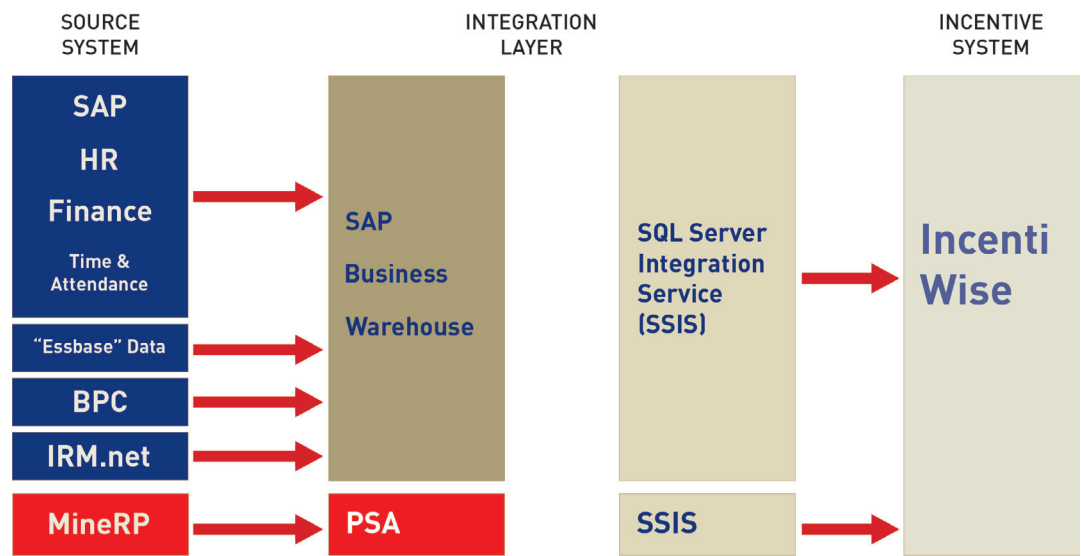 SOURCE
SYSTEM
INTEGRATION
LAYER
INCENTIVE
SYSTEM
SAP
HR
Finance
Time &
Attendance
“Essbase” Data
BPC
IRM.net
MineRP
SAP
Business
Warehouse
PSA
SQL Server
Integration
Service
(SSIS)
SSIS
Incenti
Wise